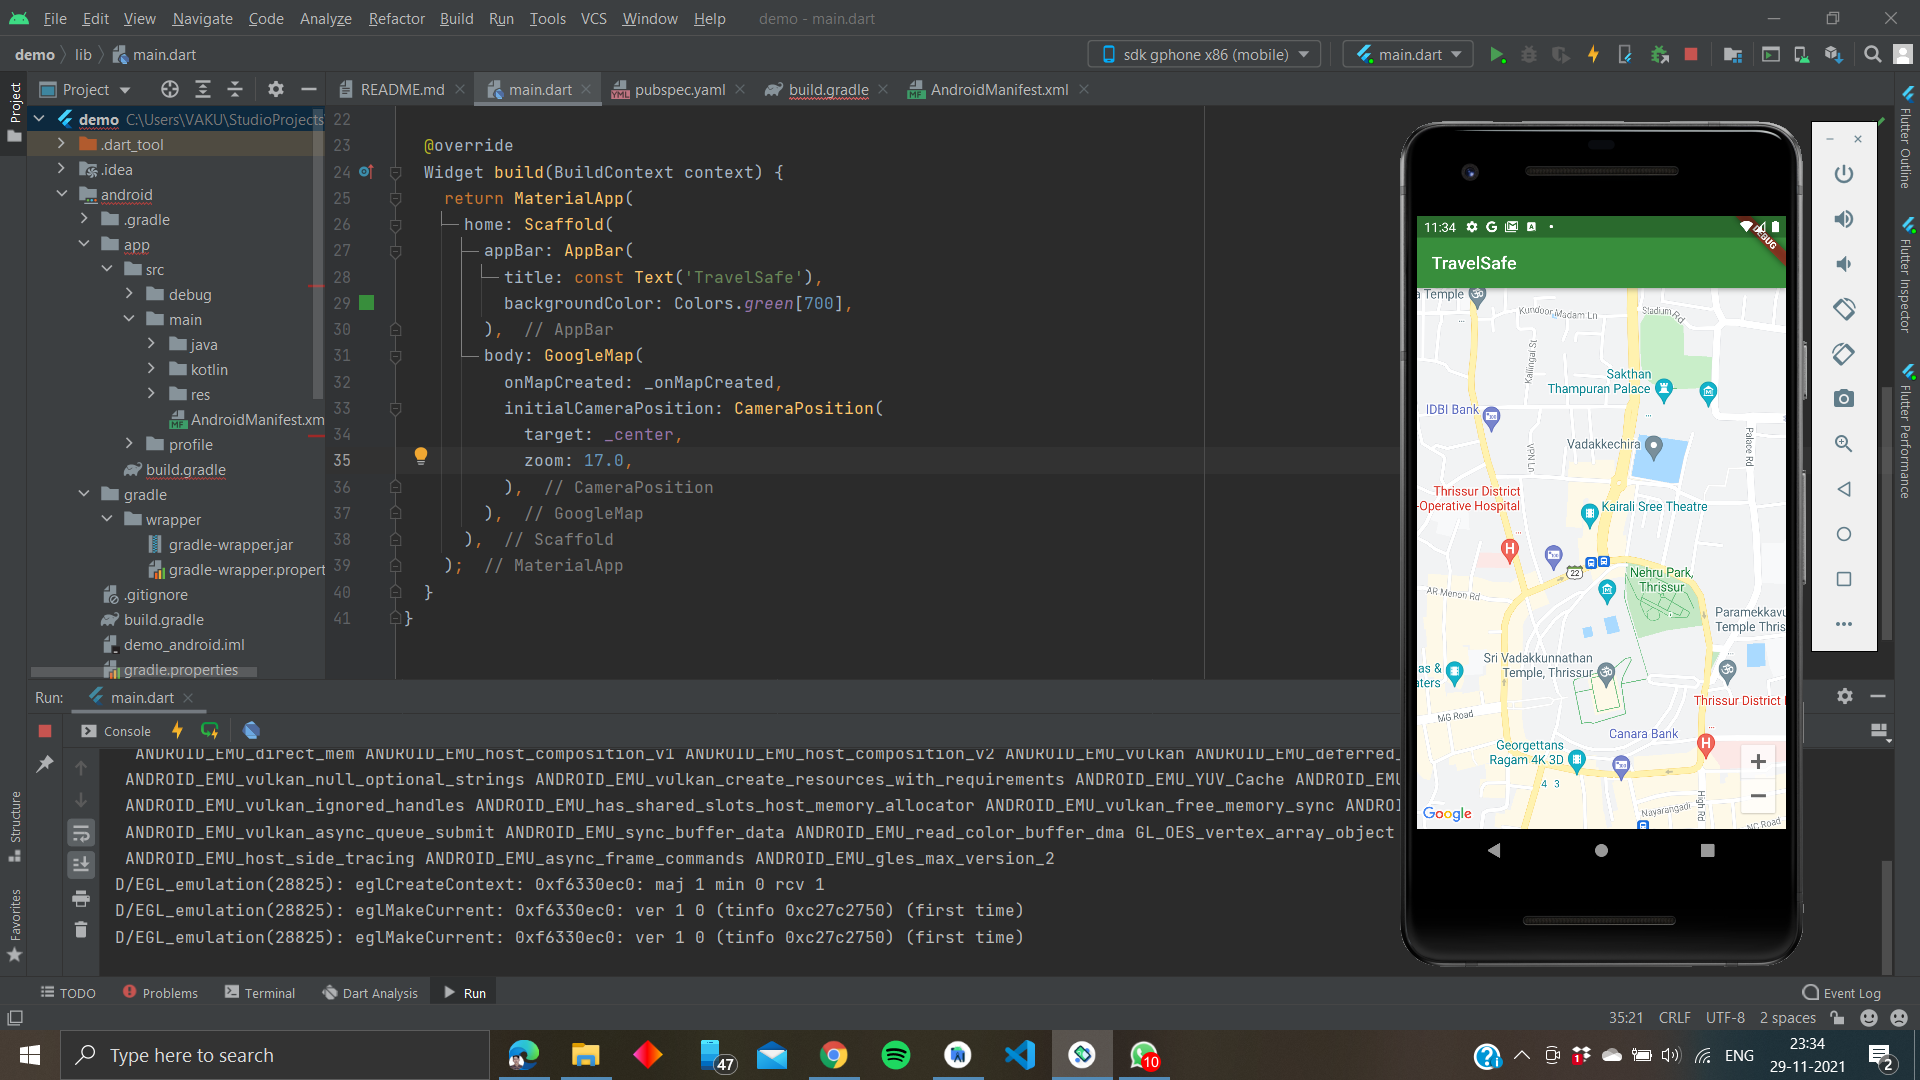 File Edit View Navigate Code Analyze Refactor Build Run Tools VCS Window Help demo - main.dart
demo lib main.dart
sdk gphone x86 (mobile) main.dart
Project
README.md main.dart pubspec.yaml build.gradle AndroidManifest.xml
Project
demo C:\Users\VAKU\StudioProjects
.dart_tool
.idea
android
.gradle
app
src
debug
main
java
kotlin
res
AndroidManifest.xm
profile
build.gradle
gradle
wrapper
gradle-wrapper.jar
gradle-wrapper.propert
.gitignore
build.gradle
demo_android.iml
gradle.properties
22
23 @override
24 Widget build(BuildContext context) {
25 return MaterialApp(
26 home: Scaffold(
27 appBar: AppBar(
28 title: const Text('TravelSafe'),
29 backgroundColor: Colors.green[700],
30 ), // AppBar
31 body: GoogleMap(
32 onMapCreated: _onMapCreated,
33 initialCameraPosition: CameraPosition(
34 target: _center,
35 zoom: 17.0,
36 ), // CameraPosition
37 ), // GoogleMap
38 ), // Scaffold
39 ); // MaterialApp
40 }
41 }
11:34
DEBUG
TravelSafe
a Temple
Kundoor Madam Ln
Stadium Rd
Kallingal St
Sakthan
Thampuran Palace
IDBI Bank
Vadakkechira
VPN Ln
Palace Rd
Thrissur District
-Operative Hospital
Kairali Sree Theatre
22
Nehru Park,
Thrissur
AR Menon Rd
Paramekkavu
Temple Thris
Sri Vadakkunnathan
Temple, Thrissur
as &
aters
Thrissur District
MG Road
Canara Bank
Georgettans
Ragam 4K 3D
4 3
High Rd
Nayarangadi
MC Road
Google
Flutter Outline
Flutter Inspector
Flutter Performance
Run: main.dart
Console
ANDROID_EMU_direct_mem ANDROID_EMU_host_composition_v1 ANDROID_EMU_host_composition_v2 ANDROID_EMU_vulkan ANDROID_EMU_deferred_
ANDROID_EMU_vulkan_null_optional_strings ANDROID_EMU_vulkan_create_resources_with_requirements ANDROID_EMU_YUV_Cache ANDROID_EMU
ANDROID_EMU_vulkan_ignored_handles ANDROID_EMU_has_shared_slots_host_memory_allocator ANDROID_EMU_vulkan_free_memory_sync ANDROI
ANDROID_EMU_vulkan_async_queue_submit ANDROID_EMU_sync_buffer_data ANDROID_EMU_read_color_buffer_dma GL_OES_vertex_array_object
ANDROID_EMU_host_side_tracing ANDROID_EMU_async_frame_commands ANDROID_EMU_gles_max_version_2
D/EGL_emulation(28825): eglCreateContext: 0xf6330ec0: maj 1 min 0 rcv 1
D/EGL_emulation(28825): eglMakeCurrent: 0xf6330ec0: ver 1 0 (tinfo 0xc27c2750) (first time)
D/EGL_emulation(28825): eglMakeCurrent: 0xf6330ec0: ver 1 0 (tinfo 0xc27c2750) (first time)
Structure
Favorites
TODO Problems Terminal Dart Analysis Run Event Log
35:21 CRLF UTF-8 2 spaces
Type here to search
47
10
1
ENG
23:34
29-11-2021
2